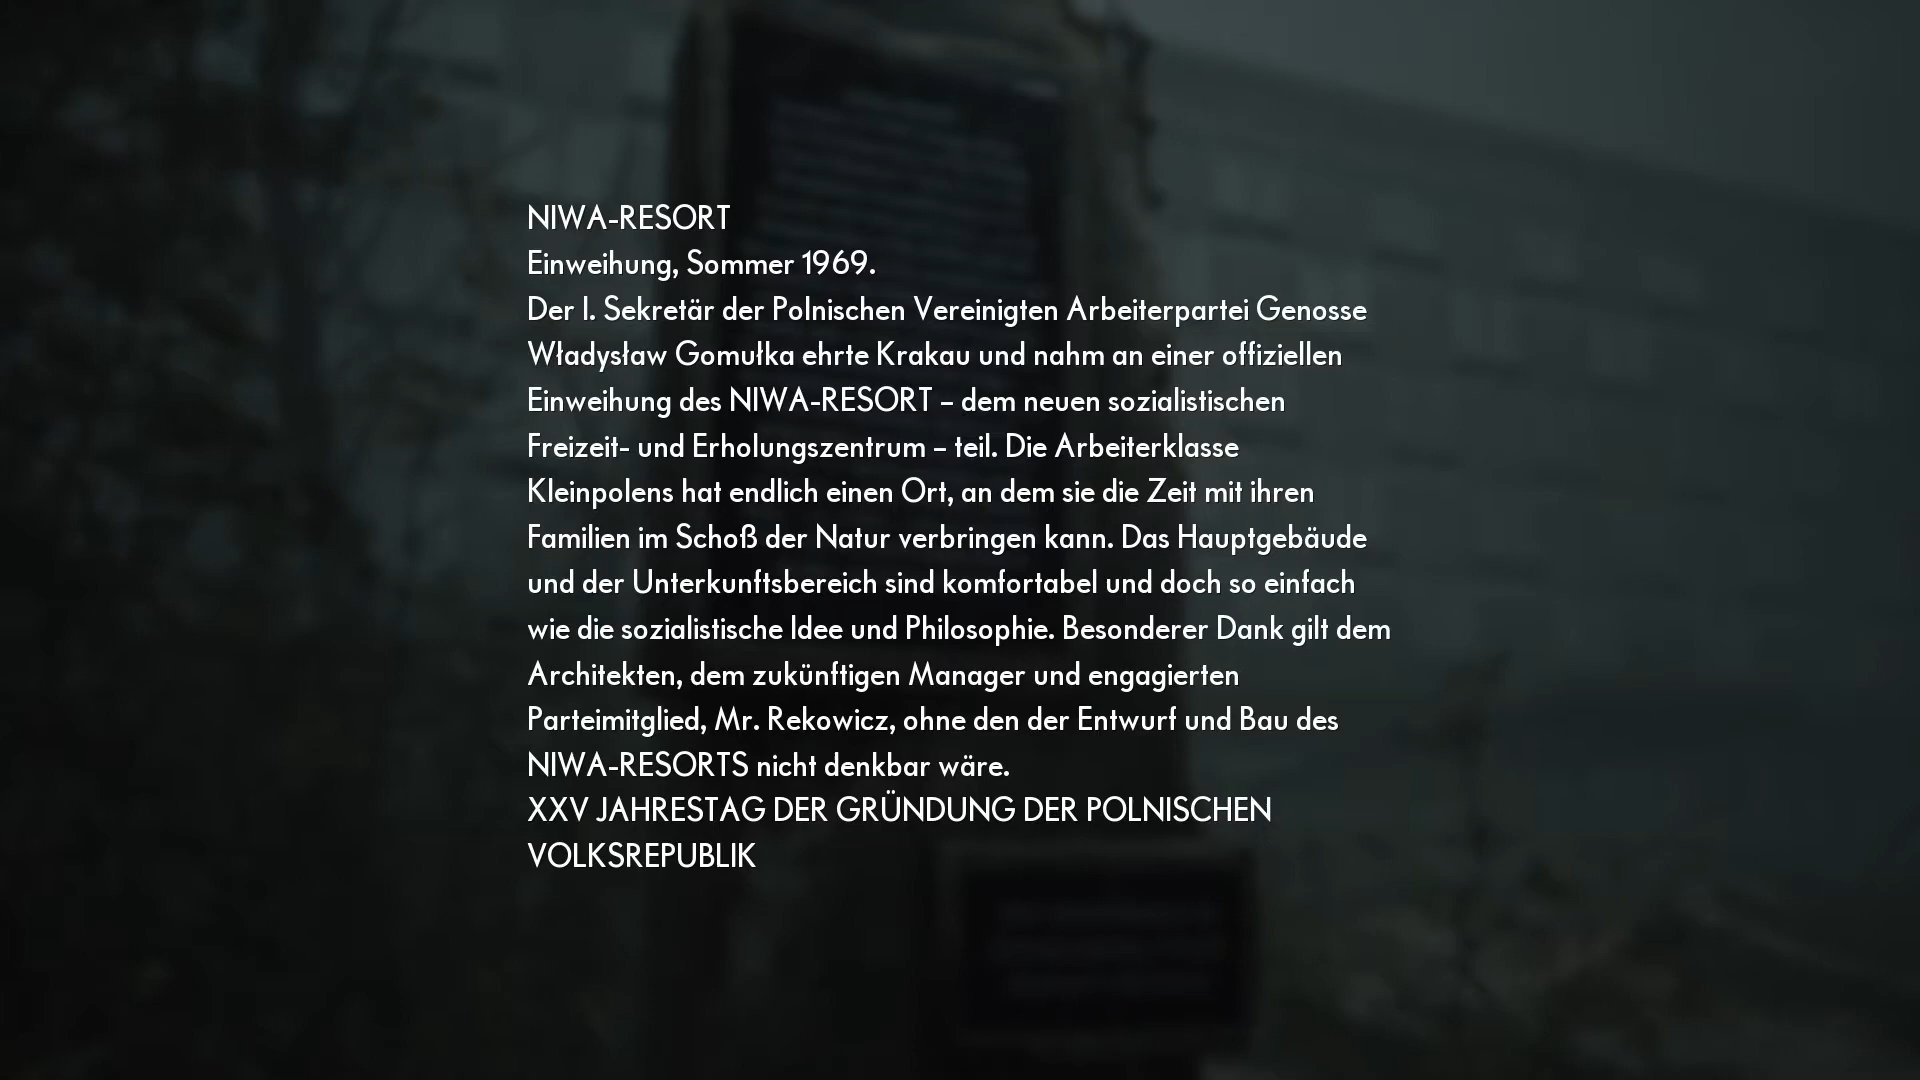 NIWA-RESORT
Einweihung, Sommer 1969.
Der I. Sekretär der Polnischen Vereinigten Arbeiterpartei Genosse
Władysław Gomułka ehrte Krakau und nahm an einer offiziellen
Einweihung des NIWA-RESORT – dem neuen sozialistischen
Freizeit- und Erholungszentrum – teil. Die Arbeiterklasse
Kleinpolens hat endlich einen Ort, an dem sie die Zeit mit ihren
Familien im Schoß der Natur verbringen kann. Das Hauptgebäude
und der Unterkunftsbereich sind komfortabel und doch so einfach
wie die sozialistische Idee und Philosophie. Besonderer Dank gilt dem
Architekten, dem zukünftigen Manager und engagierten
Parteimitglied, Mr. Rekowicz, ohne den der Entwurf und Bau des
NIWA-RESORTS nicht denkbar wäre.
XXV JAHRESTAG DER GRÜNDUNG DER POLNISCHEN
VOLKSREPUBLIK